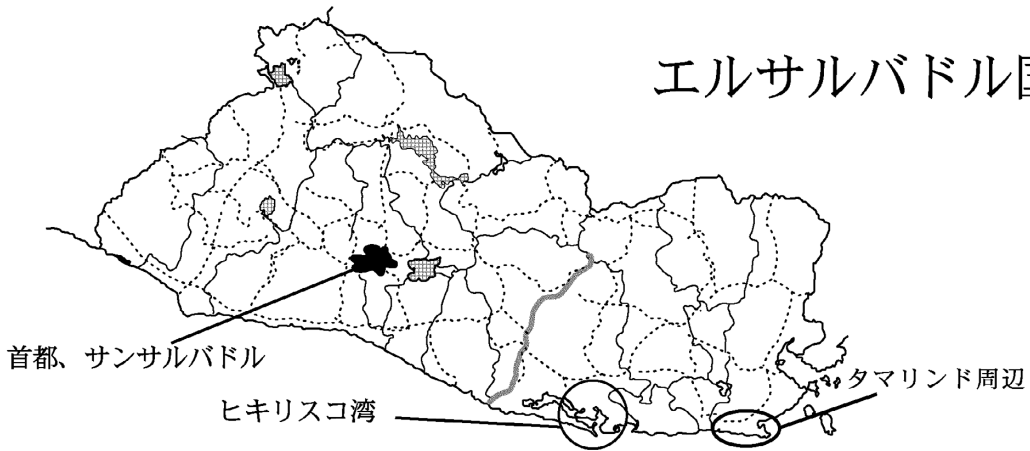 エルサルバドル国
首都、サンサルバドル
ヒキリスコ湾
タマリンド周辺